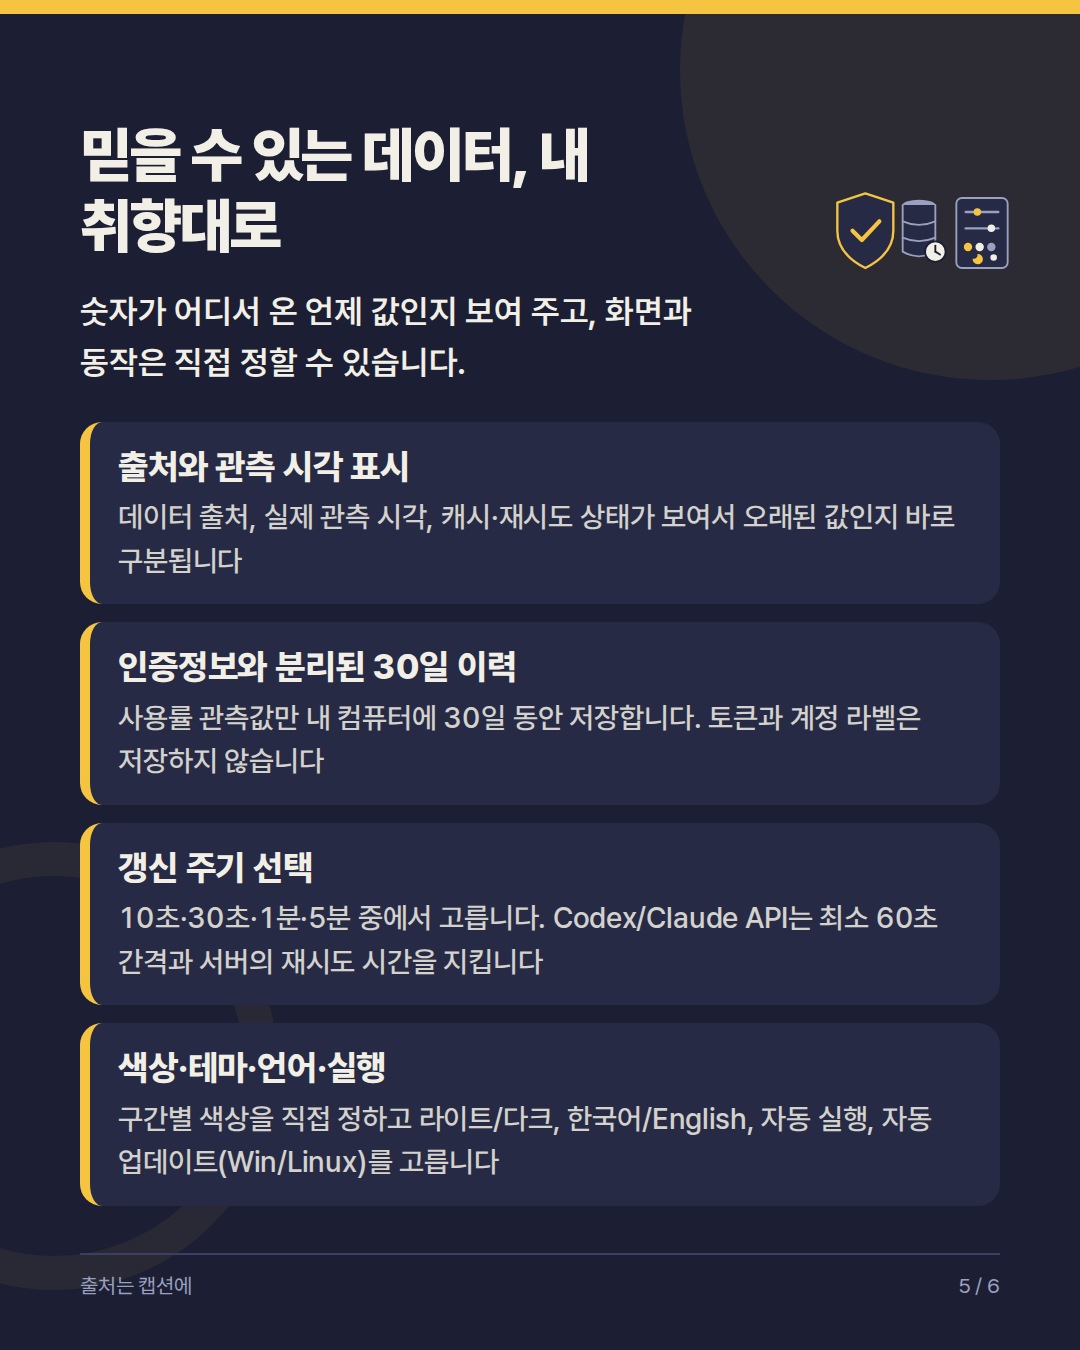 믿을 수 있는 데이터, 내
취향대로
숫자가 어디서 온 언제 값인지 보여 주고, 화면과
동작은 직접 정할 수 있습니다.
출처와 관측 시각 표시
데이터 출처, 실제 관측 시각, 캐시·재시도 상태가 보여서 오래된 값인지 바로
구분됩니다
인증정보와 분리된 30일 이력
사용률 관측값만 내 컴퓨터에 30일 동안 저장합니다. 토큰과 계정 라벨은
저장하지 않습니다
갱신 주기 선택
10초·30초·1분·5분 중에서 고릅니다. Codex/Claude API는 최소 60초
간격과 서버의 재시도 시간을 지킵니다
색상·테마·언어·실행
구간별 색상을 직접 정하고 라이트/다크, 한국어/English, 자동 실행, 자동
업데이트(Win/Linux)를 고릅니다
출처는 캡션에
5 / 6